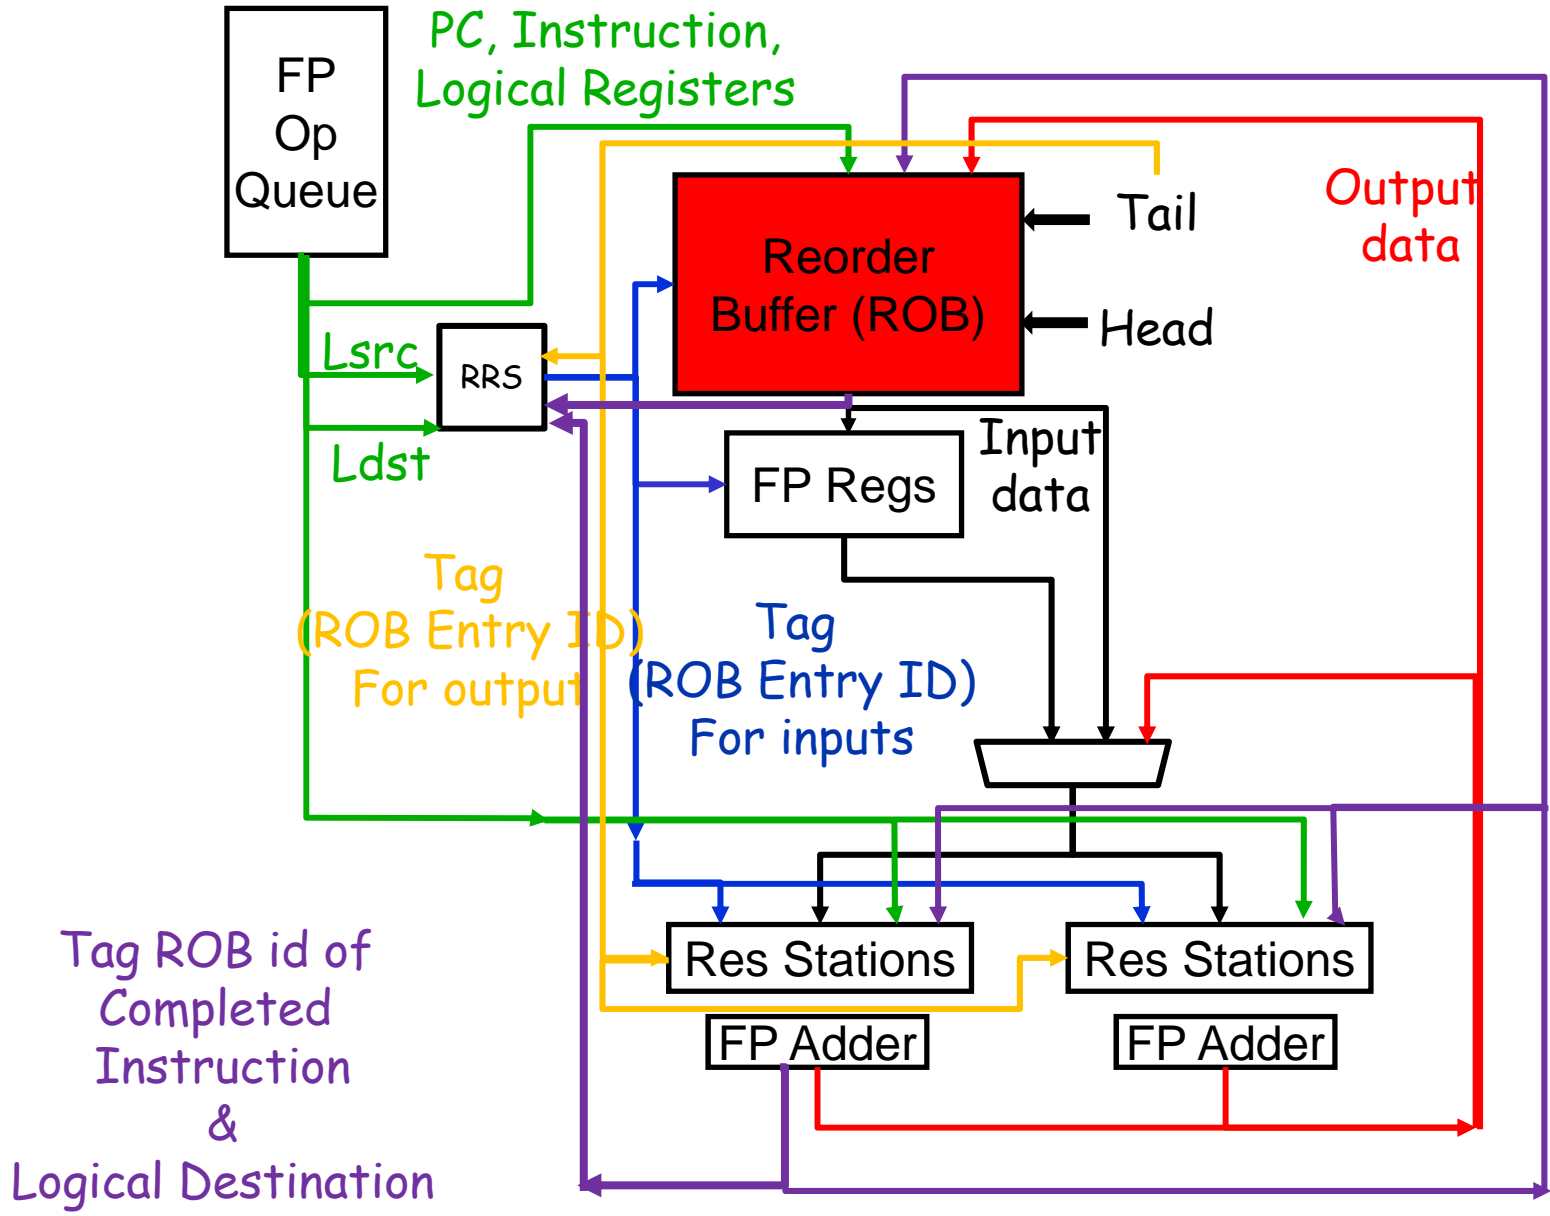 FP
Op
Queue
PC, Instruction,
Logical Registers
Tail
Output
data
Reorder
Buffer (ROB)
Head
Lsrc
RRS
Ldst
Input
data
FP Regs
Tag
(ROB Entry ID)
For output
Tag
(ROB Entry ID)
For inputs
Tag ROB id of
Completed
Instruction
&
Logical Destination
Res Stations
Res Stations
FP Adder
FP Adder